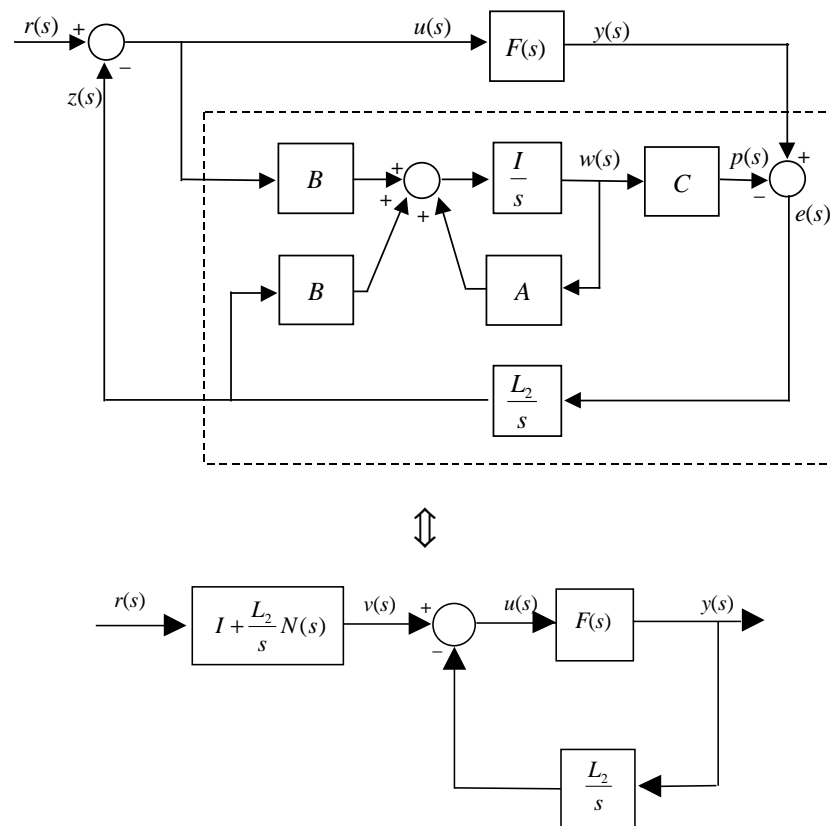 r(s) + − u(s) F(s) y(s)
z(s)
B + + + I/s w(s) C p(s) + − e(s)
B A
L₂/s
⇕
r(s) I + L₂/s N(s) v(s) + − u(s) F(s) y(s)
L₂/s